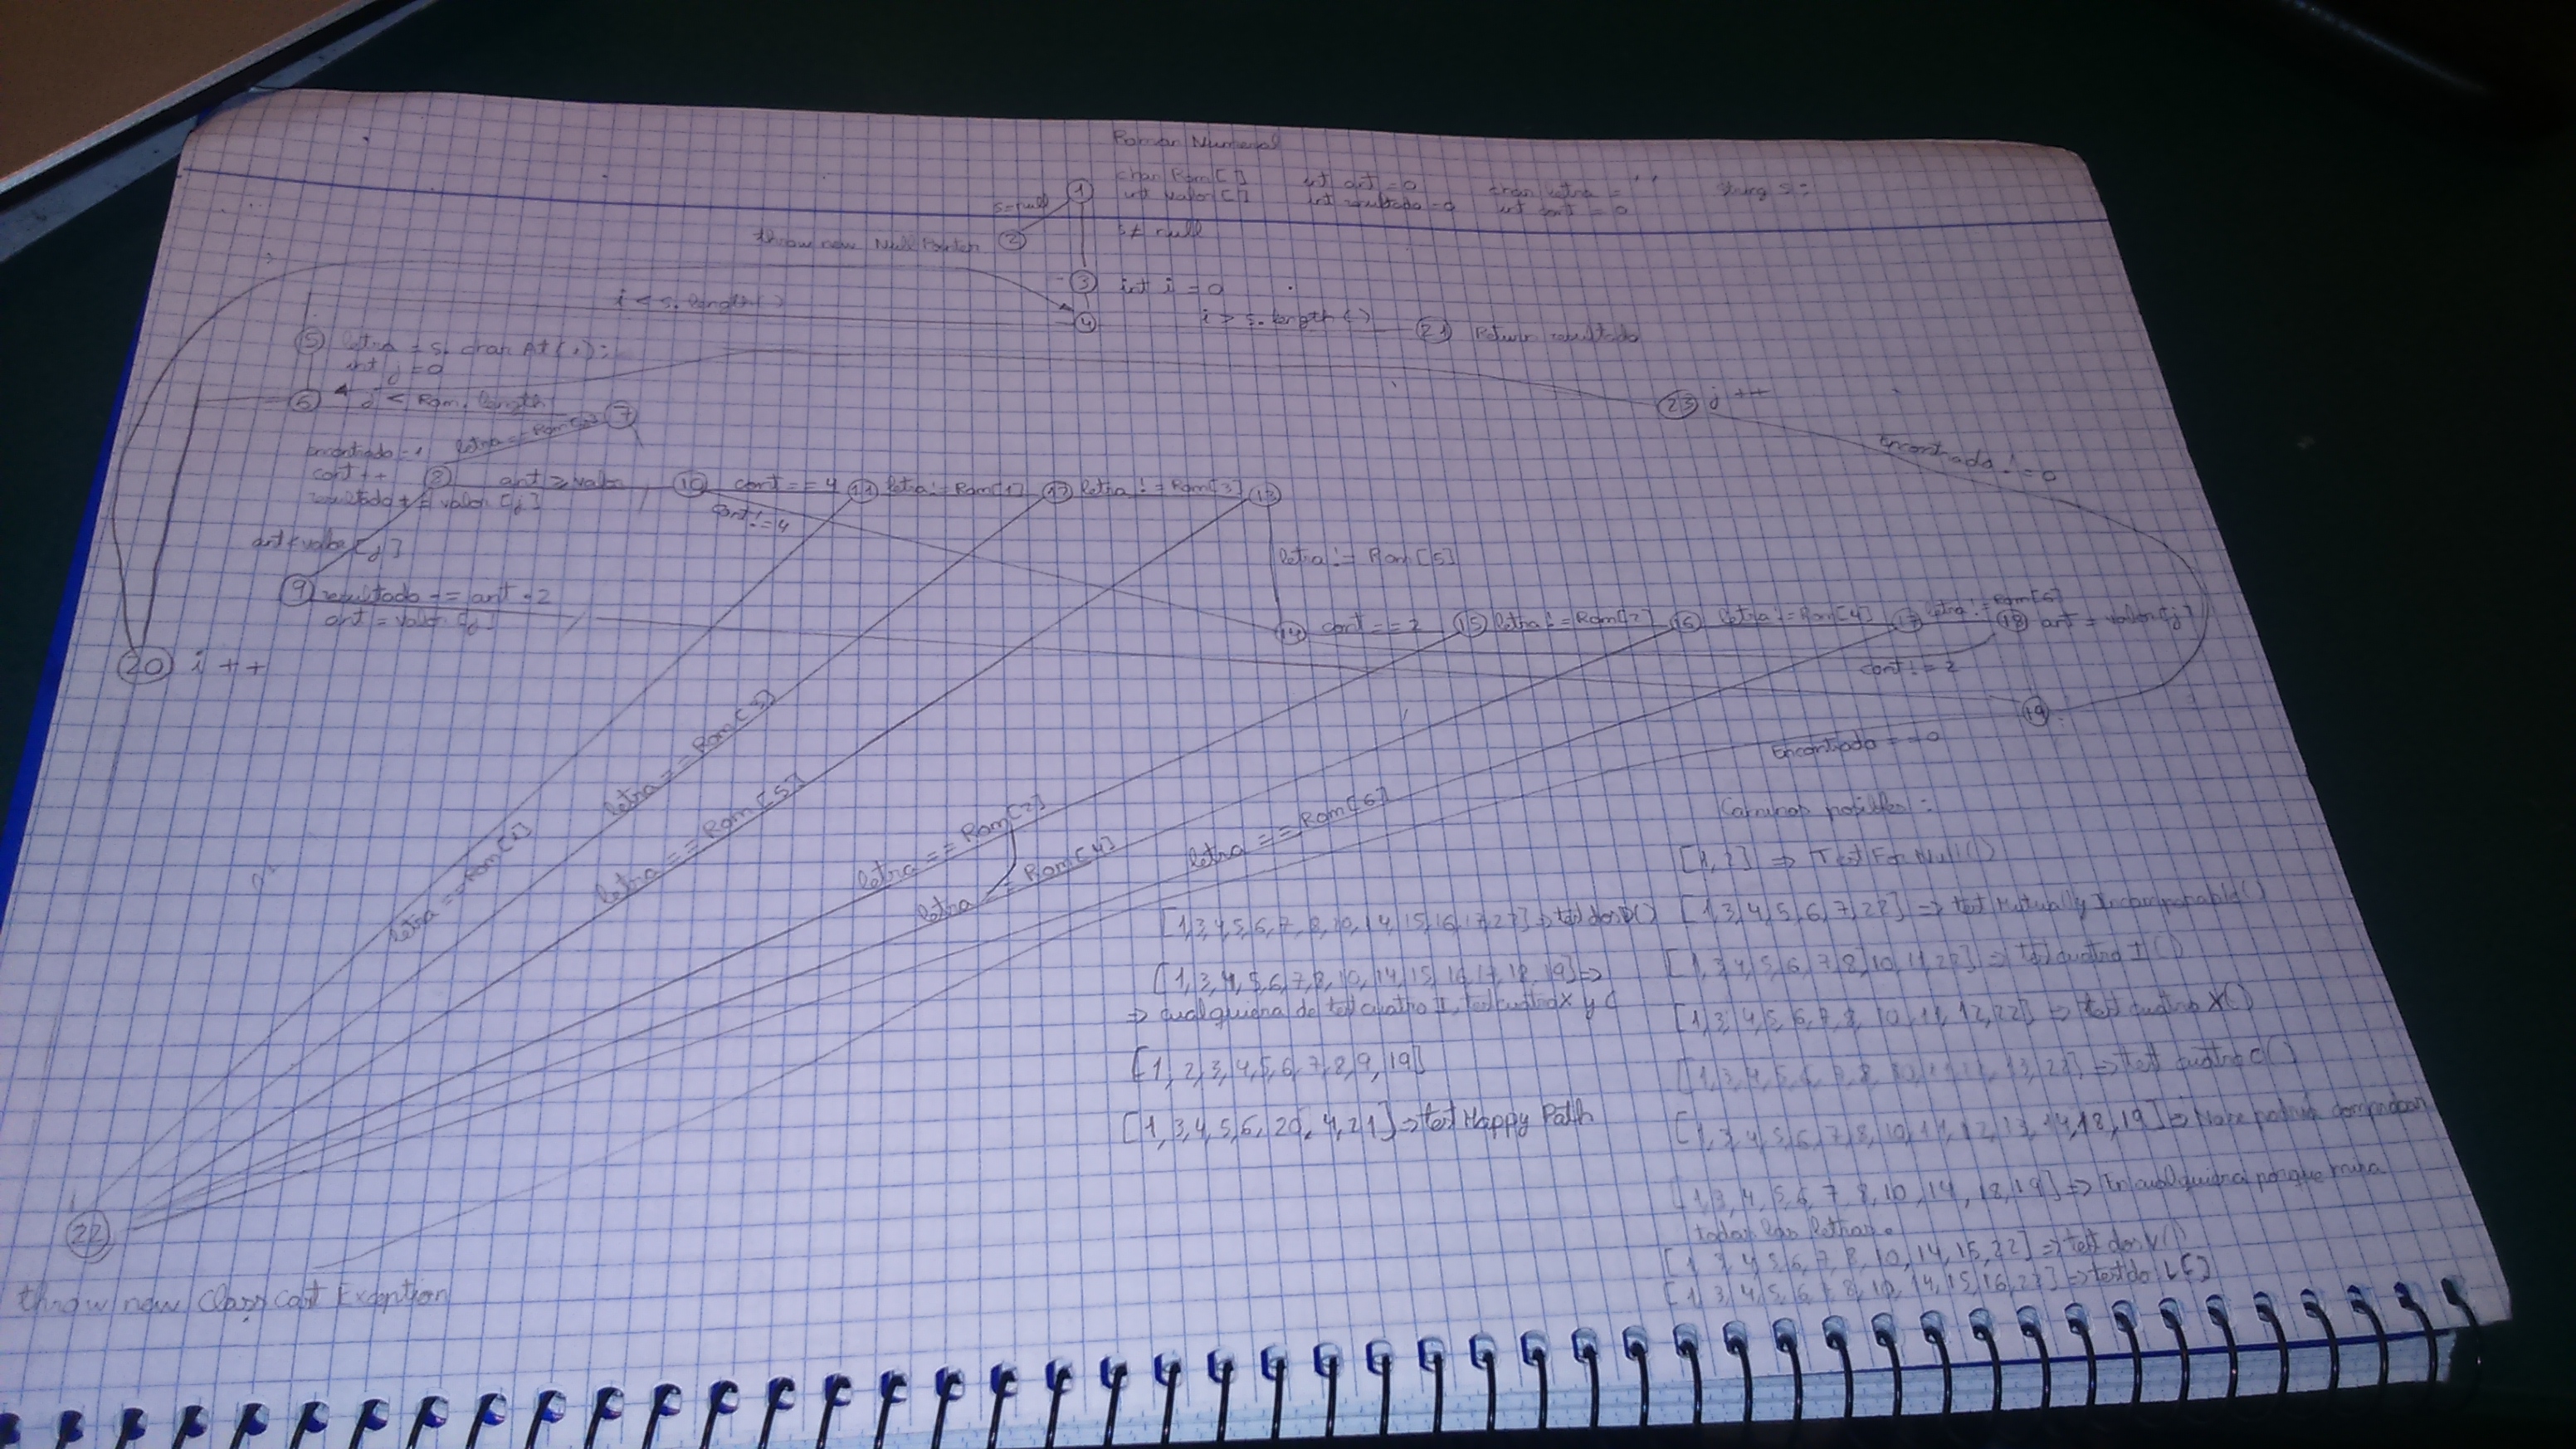 Roman Numeral
1 char Rom[] int ant = 0 char letra = ' ' String s;
int valor[] int resultado = 0 int cont = 0
s=null
s≠ null
throw new NullPointer 2
3 int i = 0
i < s.length()
4 i > s.length() 21 Return resultado
5 letra = s.charAt(i);
int j = 0
6 j < Rom.length
23 j++
letra == 7
Encontrado != 0
encontrado = 1
cont++
resultado += valor[j]
8 ant ≥ valor 10 cont == 4 11 letra != Rom[1] 12 letra != Rom[3] 13
cont != 4
ant < valor[j]
letra != Rom[5]
9 resultado -= ant * 2
ant = valor[j]
14 cont == 2 15 letra != Rom[2] 16 letra != Rom[4] 17 letra != Rom[6] 18 ant = valor[j]
cont != 2
20 i++
19
Encontrado == 0
letra == Rom[1]
letra == Rom[3]
letra == Rom[5]
letra == Rom[2]
letra == Rom[4]
letra == Rom[6]
22
throw new Class Cast Exception
[1,3,4,5,6,7,8,10,14,15,16,17,22] => test dos D()
[1,3,4,5,6,7,8,10,14,15,16,17,18,19] =>
=> cualquiera de test cuatro I, test cuatro X y C
[1,2,3,4,5,6,7,8,9,19]
[1,3,4,5,6,20,4,21] => test Happy Path
Caminos posibles:
[1,2] => Test For Null()
[1,3,4,5,6,7,22] => test Mutually Incomparable()
[1,3,4,5,6,7,8,10,11,22] => test cuatro I()
[1,3,4,5,6,7,8,10,11,12,22] => test cuatro X()
[1,3,4,5,6,7,8,10,11,12,13,22] => test cuatro C()
[1,3,4,5,6,7,8,10,11,12,13,14,18,19] => No se podría comprobar
[1,3,4,5,6,7,8,10,14,18,19] => En cualquiera porque mira
todas las letras.
[1,3,4,5,6,7,8,10,14,15,22] => test dos V()
[1,3,4,5,6,7,8,10,14,15,16,22] => test dos L()